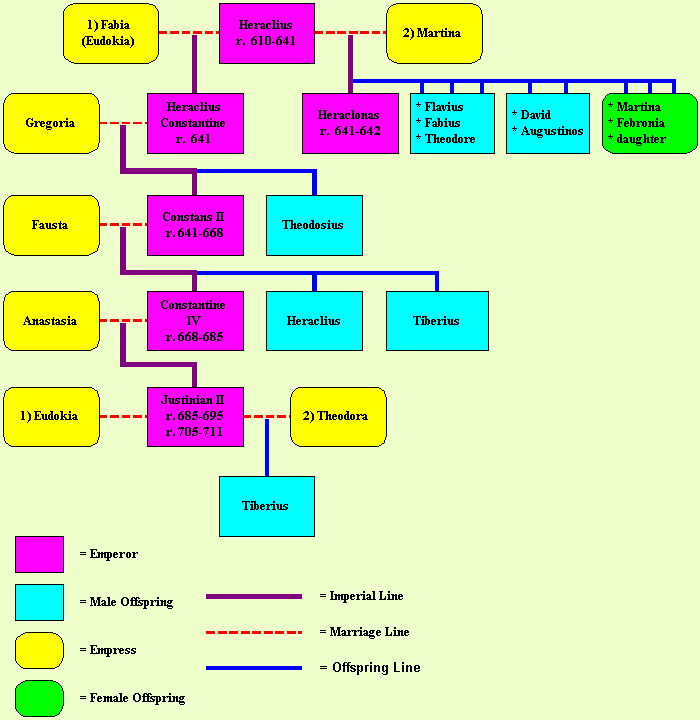 1) Fabia
(Eudokia)
Heraclius
r. 610-641
2) Martina
Gregoria
Heraclius
Constantine
r. 641
Heraclonas
r. 641-642
* Flavius
* Fabius
* Theodore
* David
* Augustinos
* Martina
* Febronia
* daughter
Fausta
Constans II
r. 641-668
Theodosius
Anastasia
Constantine
IV
r. 668-685
Heraclius
Tiberius
1) Eudokia
Justinian II
r. 685-695
r. 705-711
2) Theodora
Tiberius
= Emperor
= Male Offspring
= Empress
= Female Offspring
= Imperial Line
= Marriage Line
= Offspring Line